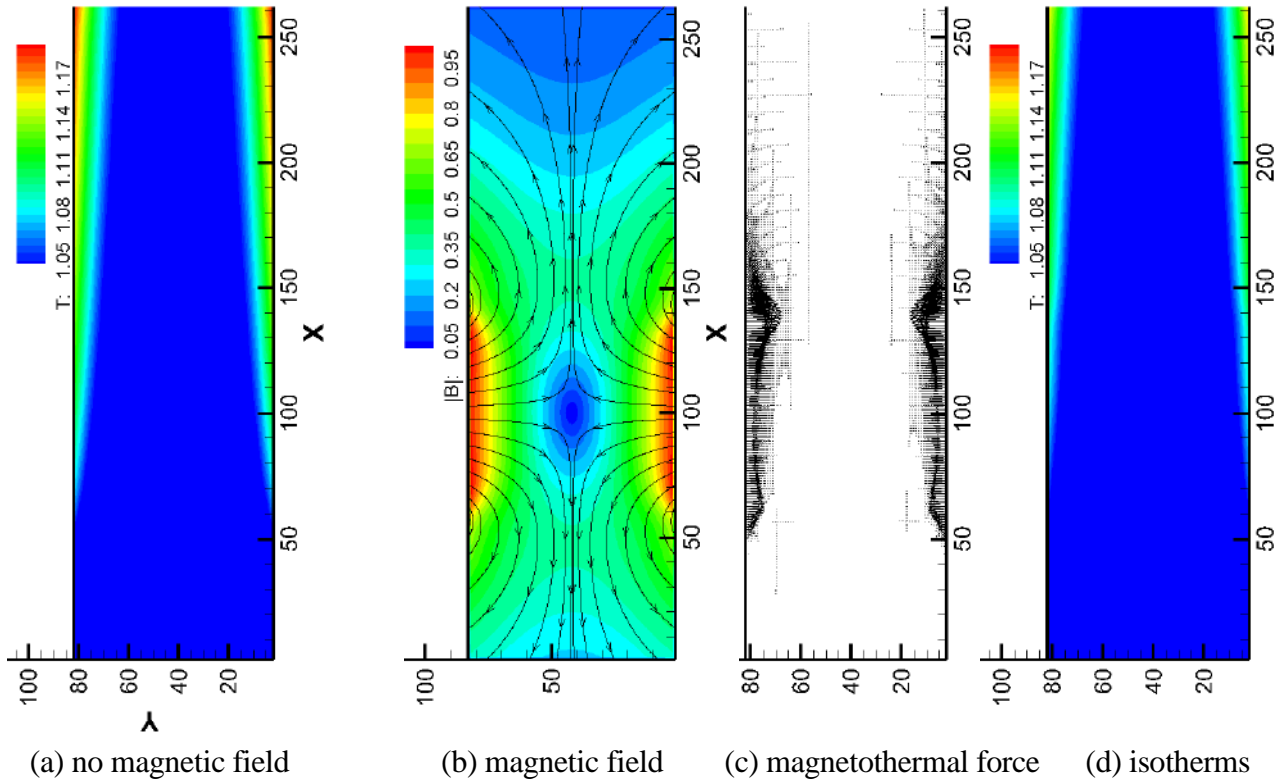 T: 1.05 1.08 1.11 1.14 1.17
100 80 60 40 20
Y
50 100 150 200 250
X
(a) no magnetic field
|B|: 0.05 0.2 0.35 0.5 0.65 0.8 0.95
100 50
50 100 150 200 250
X
(b) magnetic field
80 60 40 20
50 100 150 200 250
(c) magnetothermal force
T: 1.05 1.08 1.11 1.14 1.17
100 80 60 40 20
50 100 150 200 250
(d) isotherms